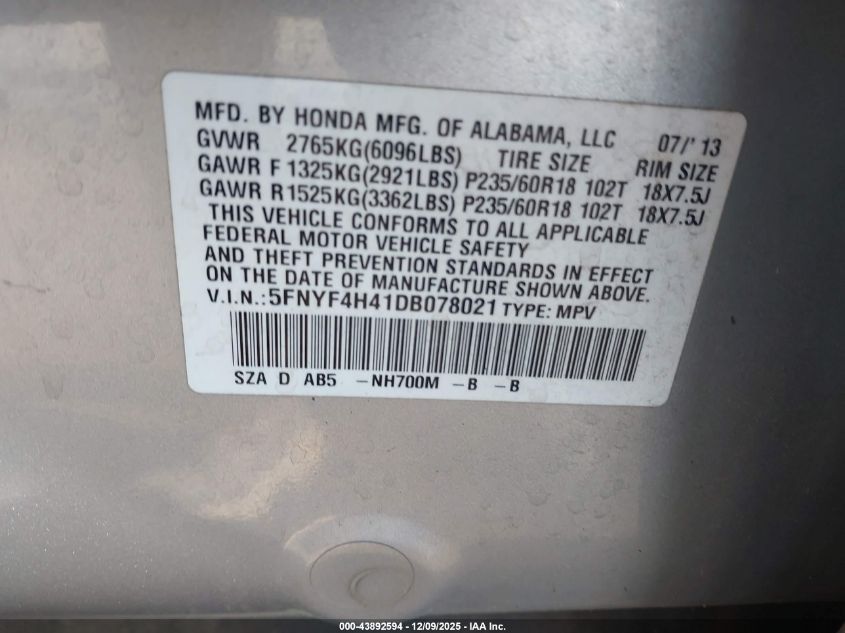 MFD. BY HONDA MFG. OF ALABAMA, LLC 07/'13
GVWR 2765KG(6096LBS) TIRE SIZE RIM SIZE
GAWR F 1325KG(2921LBS) P235/60R18 102T 18X7.5J
GAWR R1525KG(3362LBS) P235/60R18 102T 18X7.5J
THIS VEHICLE CONFORMS TO ALL APPLICABLE
FEDERAL MOTOR VEHICLE SAFETY
AND THEFT PREVENTION STANDARDS IN EFFECT
ON THE DATE OF MANUFACTURE SHOWN ABOVE.
V.I.N.:5FNYF4H41DB078021 TYPE: MPV
SZA D AB5 -NH700M -B -B
000-43892594 - 12/09/2025 - IAA Inc.